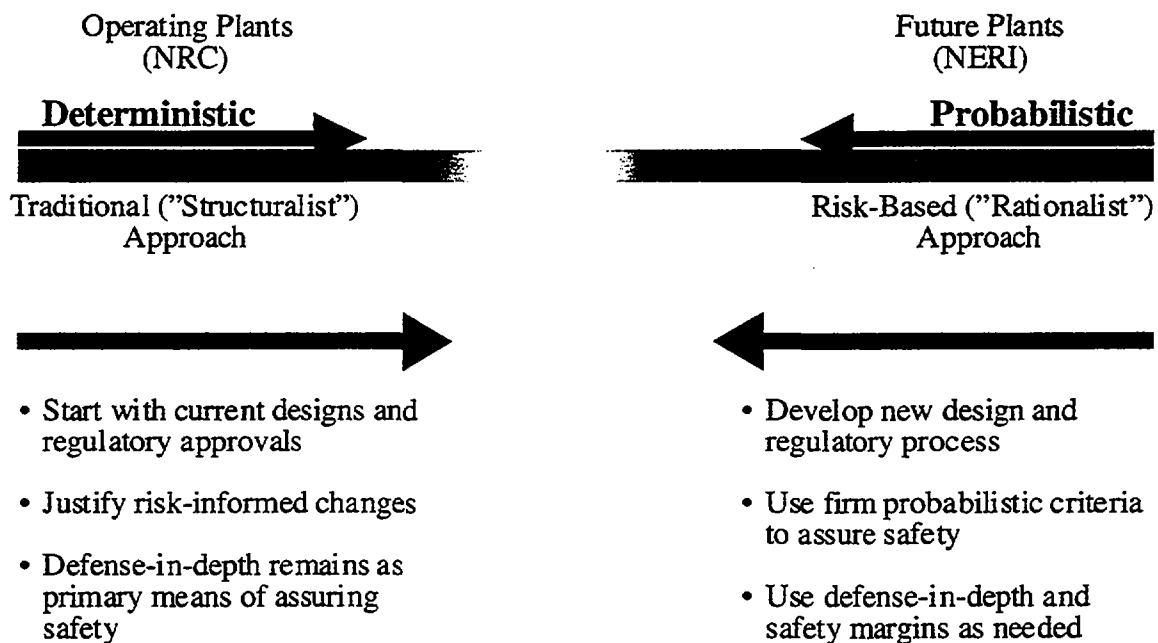 Operating Plants
(NRC)
Deterministic
Traditional ("Structuralist")
Approach
• Start with current designs and
regulatory approvals
• Justify risk-informed changes
• Defense-in-depth remains as
primary means of assuring
safety
Future Plants
(NERI)
Probabilistic
Risk-Based ("Rationalist")
Approach
• Develop new design and
regulatory process
• Use firm probabilistic criteria
to assure safety
• Use defense-in-depth and
safety margins as needed